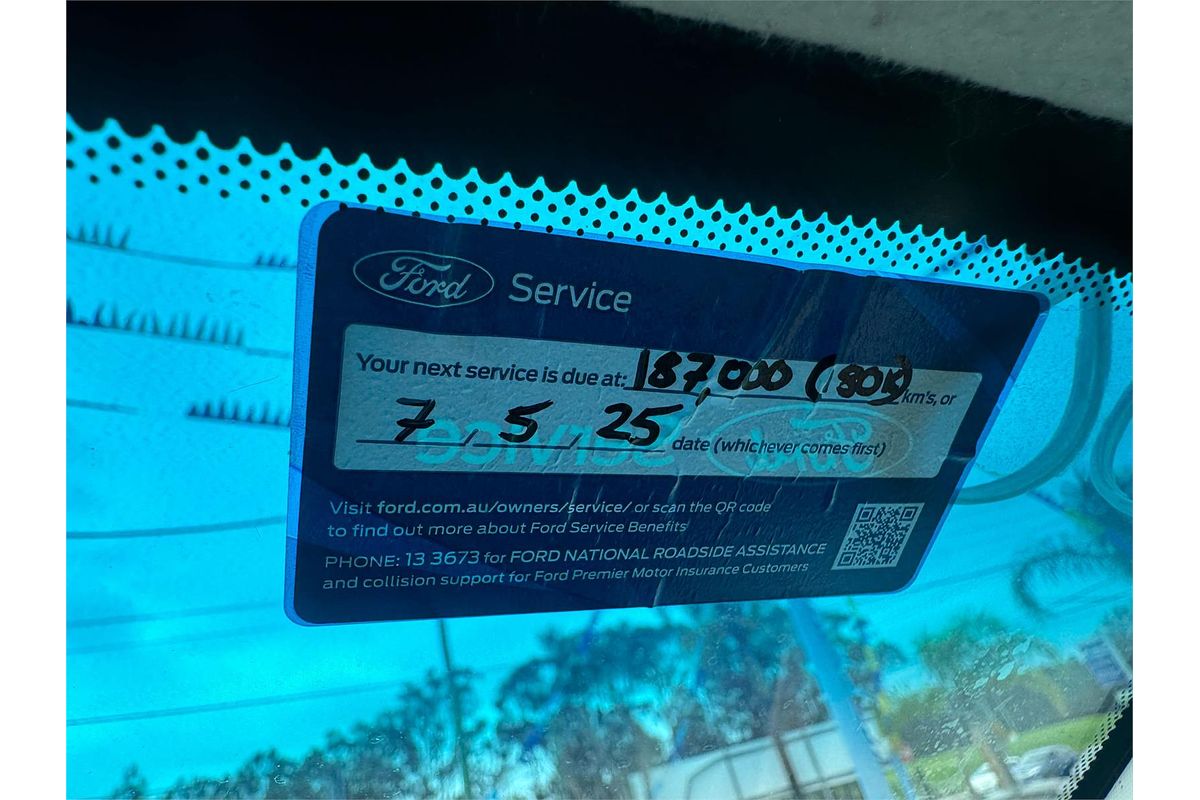 Ford Service
Your next service is due at: 187,000 (180K) km's, or
7 / 5 / 25 date (whichever comes first)
Visit ford.com.au/owners/service/ or scan the QR code
to find out more about Ford Service Benefits
PHONE: 13 3673 for FORD NATIONAL ROADSIDE ASSISTANCE
and collision support for Ford Premier Motor Insurance Customers